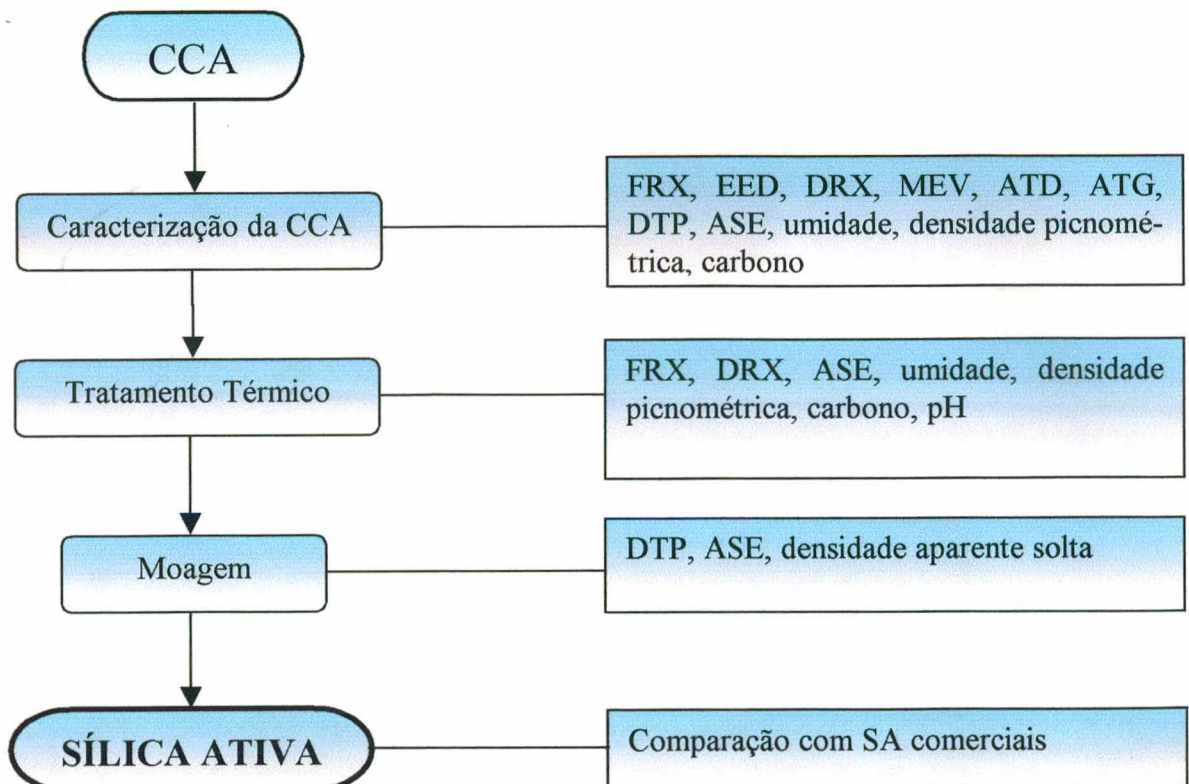 CCA
Caracterização da CCA
FRX, EED, DRX, MEV, ATD, ATG,
DTP, ASE, umidade, densidade picnomé-
trica, carbono
Tratamento Térmico
FRX, DRX, ASE, umidade, densidade
picnométrica, carbono, pH
Moagem
DTP, ASE, densidade aparente solta
SÍLICA ATIVA
Comparação com SA comerciais